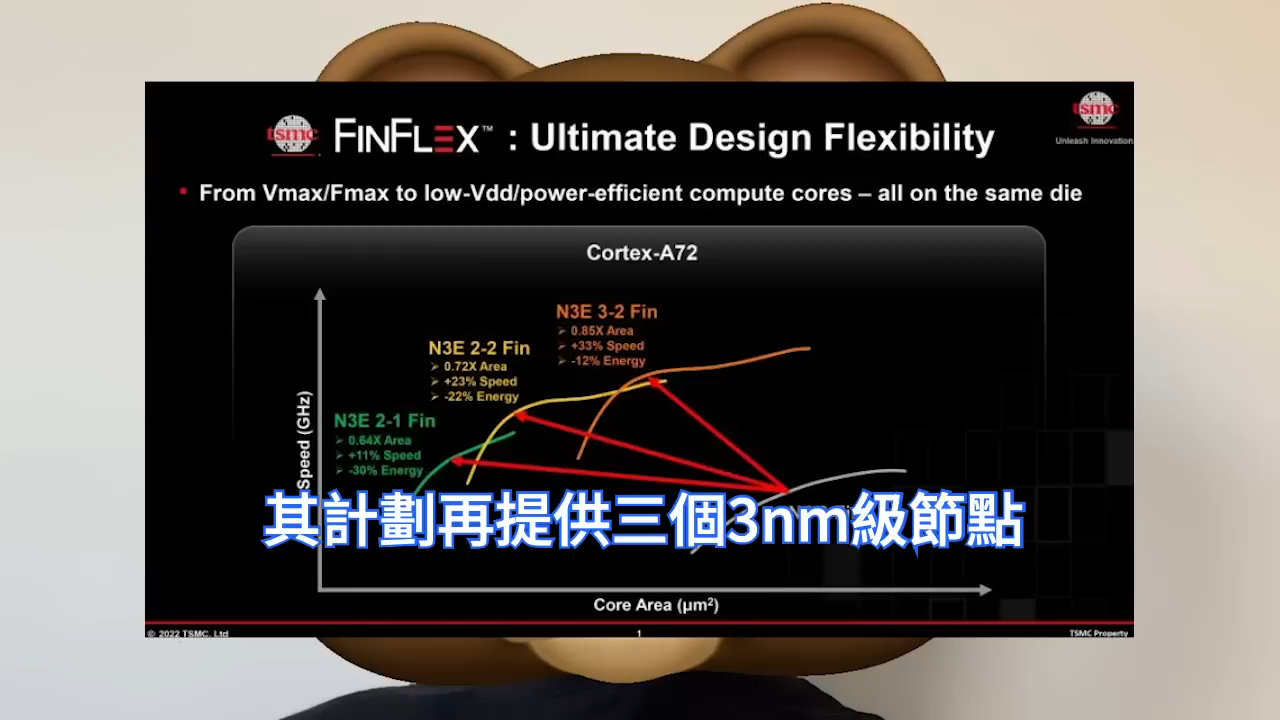 tsmc
FINFLEX™ : Ultimate Design Flexibility
tsmc
Unleash Innovation
• From Vmax/Fmax to low-Vdd/power-efficient compute cores – all on the same die
Cortex-A72
N3E 3-2 Fin
➢ 0.85X Area
➢ +33% Speed
➢ -12% Energy
N3E 2-2 Fin
➢ 0.72X Area
➢ +23% Speed
➢ -22% Energy
N3E 2-1 Fin
➢ 0.64X Area
➢ +11% Speed
➢ -30% Energy
Speed (GHz)
其計劃再提供三個3nm級節點
Core Area (μm²)
© 2022 TSMC, Ltd
1
TSMC Property